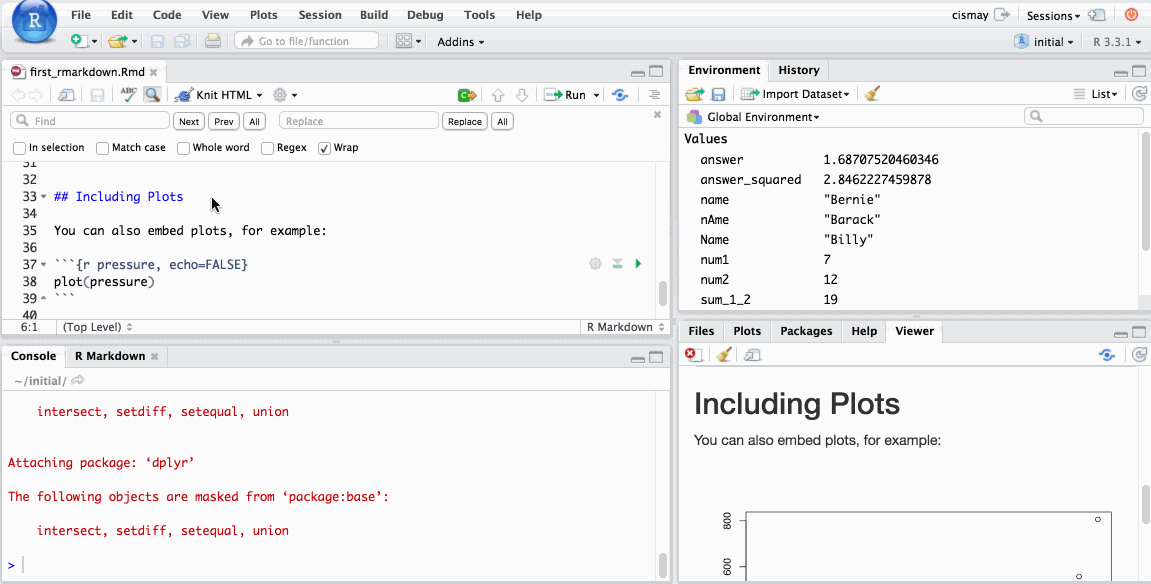 R File Edit Code View Plots Session Build Debug Tools Help cismay Sessions
Go to file/function Addins initial R 3.3.1
first_rmarkdown.Rmd
ABC Knit HTML Run
Find Next Prev All Replace Replace All
In selection Match case Whole word Regex Wrap
31
32
33 ## Including Plots
34
35 You can also embed plots, for example:
36
37 ```{r pressure, echo=FALSE}
38 plot(pressure)
39 ```
40
6:1 (Top Level) R Markdown
Console R Markdown
~/initial/
intersect, setdiff, setequal, union
Attaching package: ‘dplyr’
The following objects are masked from ‘package:base’:
intersect, setdiff, setequal, union
>
Environment History
Import Dataset List
Global Environment
Values
answer 1.68707520460346
answer_squared 2.8462227459878
name "Bernie"
nAme "Barack"
Name "Billy"
num1 7
num2 12
sum_1_2 19
Files Plots Packages Help Viewer
Including Plots
You can also embed plots, for example:
800
600